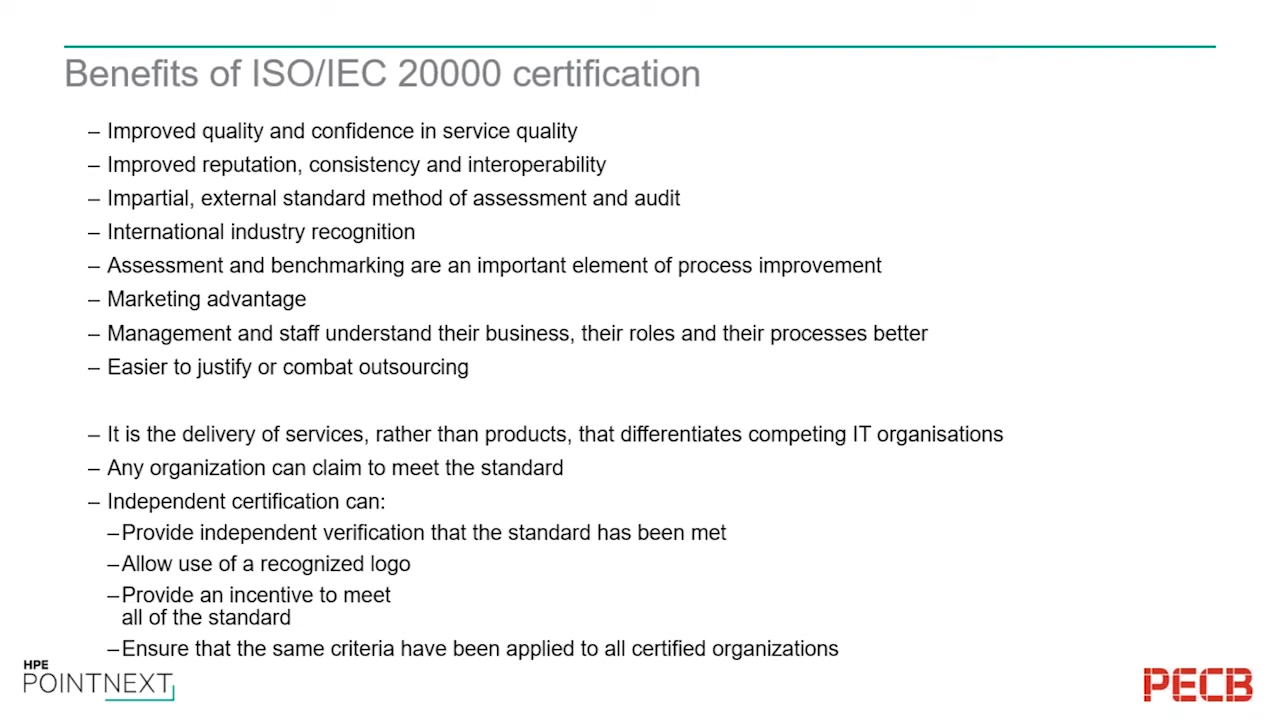 Benefits of ISO/IEC 20000 certification
– Improved quality and confidence in service quality
– Improved reputation, consistency and interoperability
– Impartial, external standard method of assessment and audit
– International industry recognition
– Assessment and benchmarking are an important element of process improvement
– Marketing advantage
– Management and staff understand their business, their roles and their processes better
– Easier to justify or combat outsourcing
– It is the delivery of services, rather than products, that differentiates competing IT organisations
– Any organization can claim to meet the standard
– Independent certification can:
–Provide independent verification that the standard has been met
–Allow use of a recognized logo
–Provide an incentive to meet
all of the standard
–Ensure that the same criteria have been applied to all certified organizations
HPE
POINTNEXT
PECB